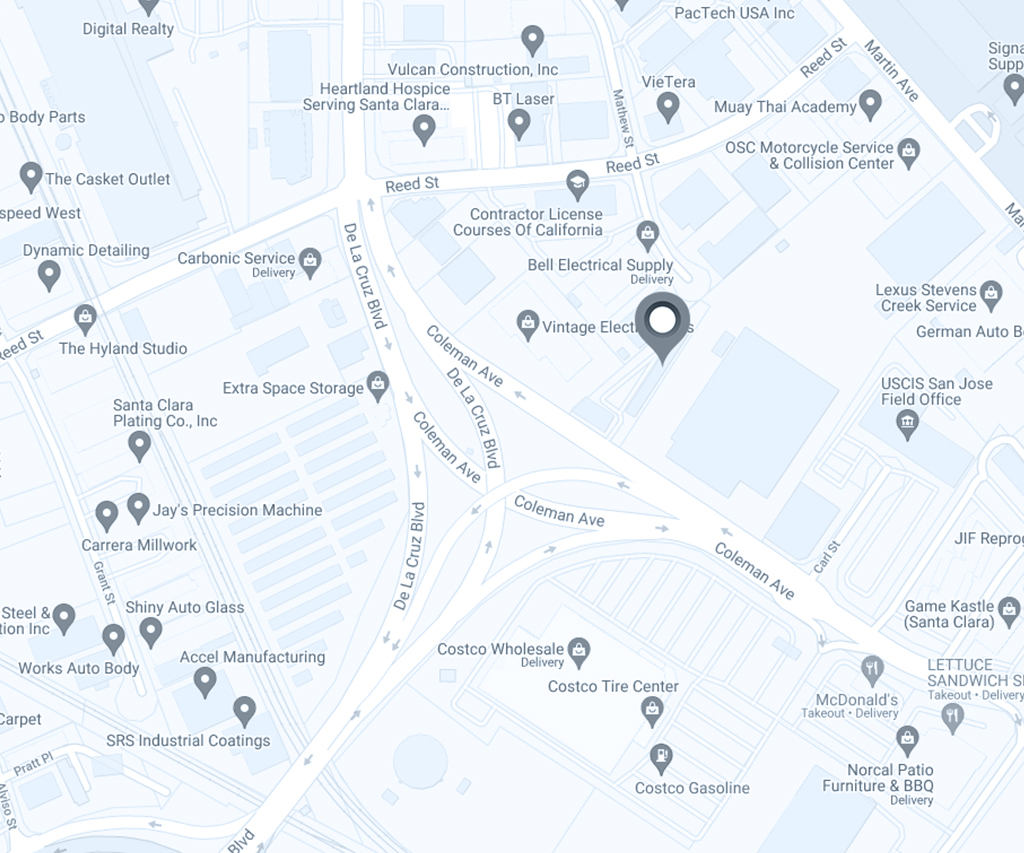 PacTech USA Inc
Digital Realty
Reed St
Martin Ave
Vulcan Construction, Inc
VieTera
Heartland Hospice
Serving Santa Clara...
BT Laser
Mathew St
Muay Thai Academy
Body Parts
OSC Motorcycle Service
& Collision Center
The Casket Outlet
Reed St
Reed St
speed West
Contractor License
Courses Of California
Dynamic Detailing
Carbonic Service
Delivery
De La Cruz Blvd
Bell Electrical Supply
Delivery
Lexus Stevens
Creek Service
Vintage
German Auto
Reed St
The Hyland Studio
Coleman Ave
Extra Space Storage
De La Cruz Blvd
USCIS San Jose
Field Office
Santa Clara
Plating Co., Inc
Coleman Ave
Jay's Precision Machine
Coleman Ave
Carrera Millwork
De La Cruz Blvd
JIF
Carl St
Coleman Ave
Grant St
Shiny Auto Glass
Game Kastle
(Santa Clara)
Steel &
Inc
Works Auto Body
Costco Wholesale
Delivery
Accel Manufacturing
Costco Tire Center
LETTUCE
SANDWICH
Takeout • Delivery
McDonald's
Takeout • Delivery
Carpet
SRS Industrial Coatings
Pratt Pl
Norcal Patio
Furniture & BBQ
Delivery
Costco Gasoline
Alviso St
Blvd